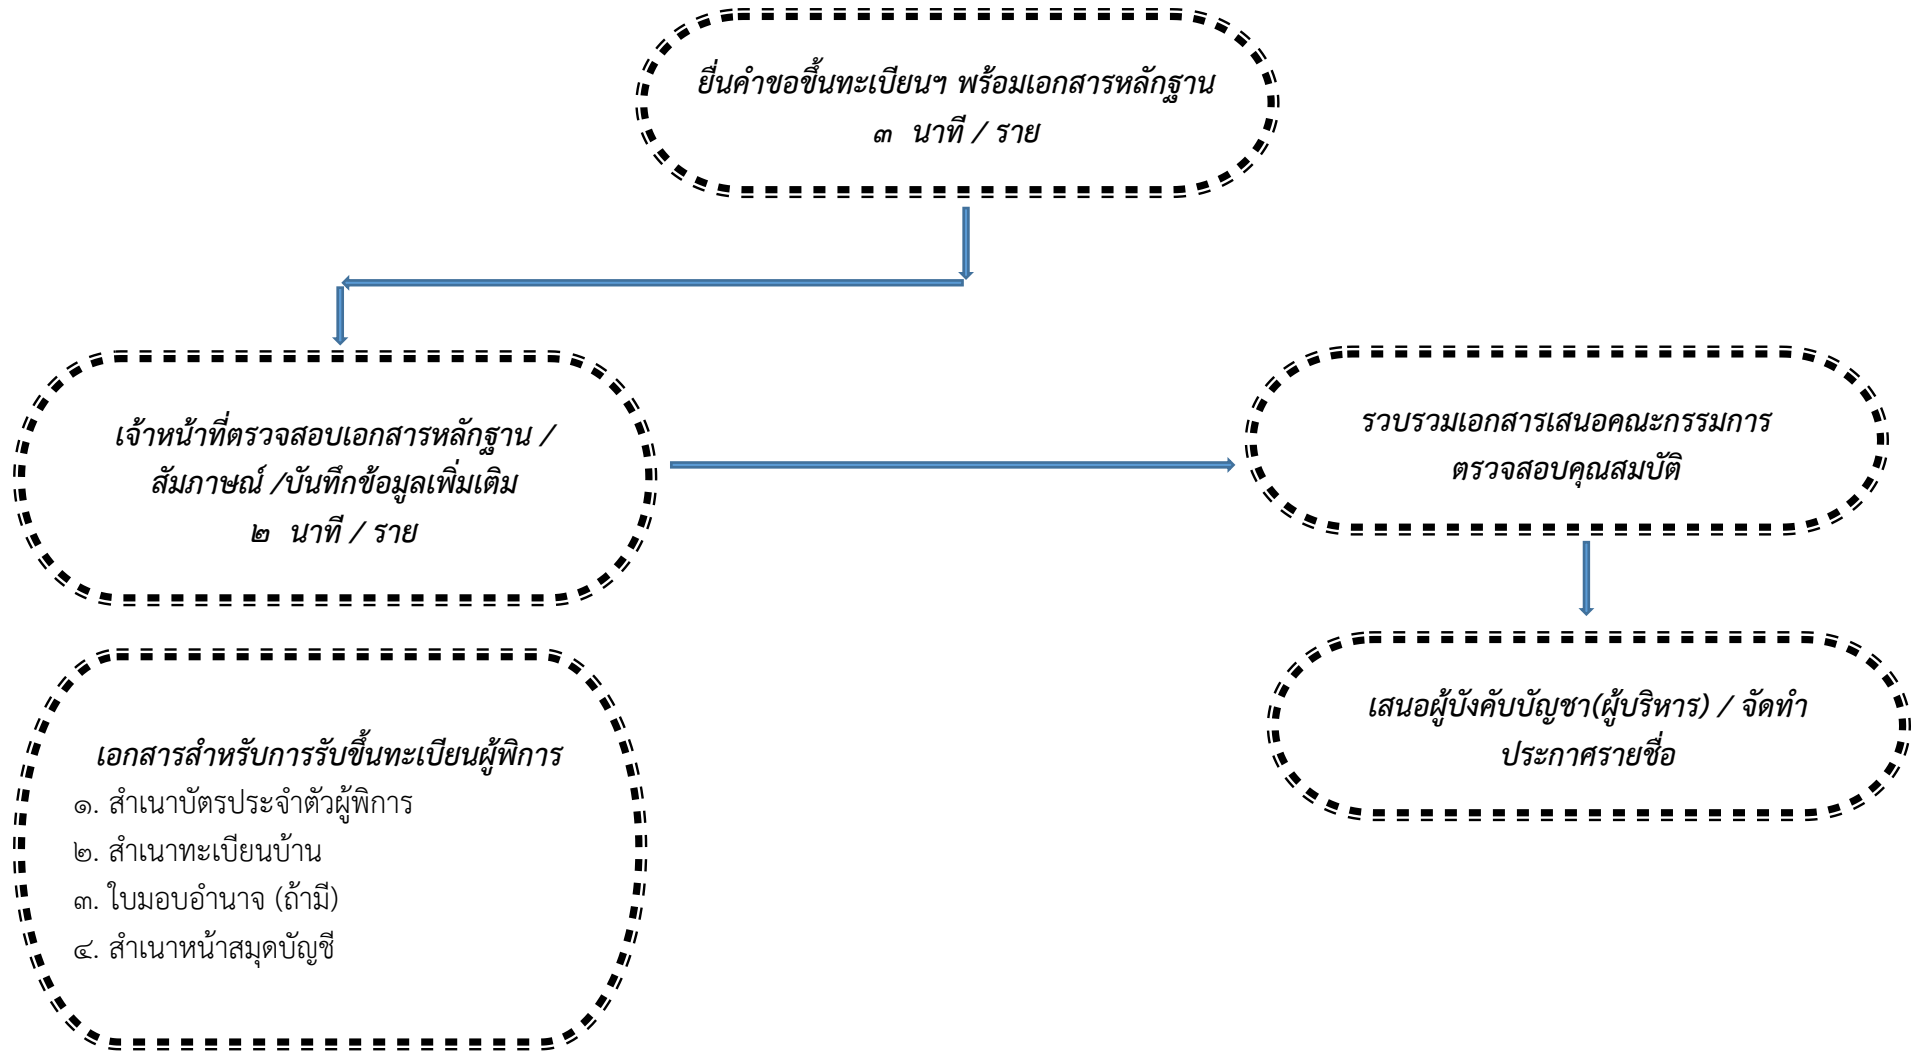 ยื่นคำขอขึ้นทะเบียนฯ พร้อมเอกสารหลักฐาน
๓ นาที / ราย
เจ้าหน้าที่ตรวจสอบเอกสารหลักฐาน /
สัมภาษณ์ /บันทึกข้อมูลเพิ่มเติม
๒ นาที / ราย
รวบรวมเอกสารเสนอคณะกรรมการ
ตรวจสอบคุณสมบัติ
เสนอผู้บังคับบัญชา(ผู้บริหาร) / จัดทำ
ประกาศรายชื่อ
เอกสารสำหรับการรับขึ้นทะเบียนผู้พิการ
๑. สำเนาบัตรประจำตัวผู้พิการ
๒. สำเนาทะเบียนบ้าน
๓. ใบมอบอำนาจ (ถ้ามี)
๔. สำเนาหน้าสมุดบัญชี